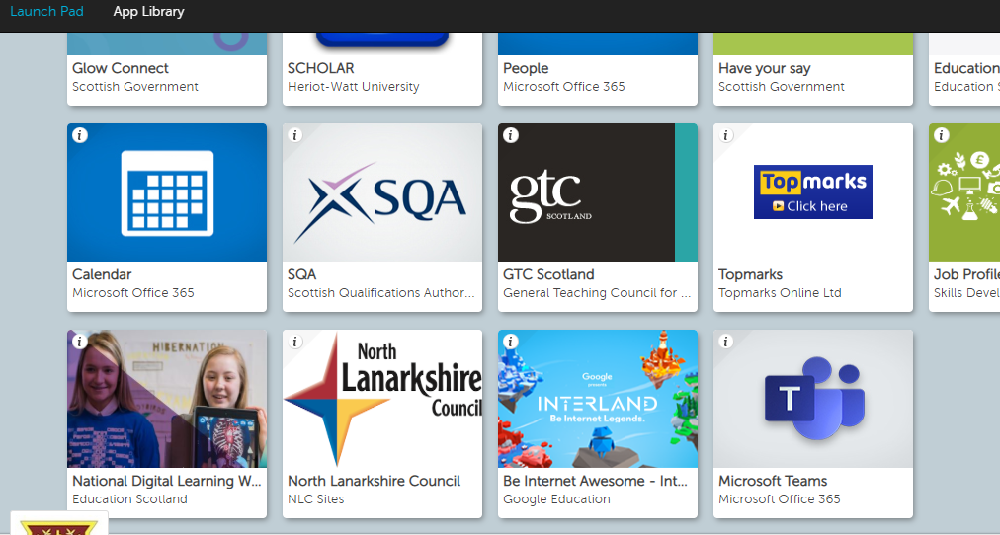 Launch Pad
App Library
Glow Connect
Scottish Government
SCHOLAR
Heriot-Watt University
People
Microsoft Office 365
Have your say
Scottish Government
Education
Education S
i
Calendar
Microsoft Office 365
i
SQA
SQA
Scottish Qualifications Author...
i
gtc
SCOTLAND
GTC Scotland
General Teaching Council for ...
i
Topmarks
Click here
Topmarks
Topmarks Online Ltd
i
£
Job Profile
Skills Devel
i
HIBERNATION
National Digital Learning W...
Education Scotland
i
North
Lanarkshire
Council
North Lanarkshire Council
NLC Sites
i
Google
presents
INTERLAND
Be Internet Legends.
Be Internet Awesome - Int...
Google Education
i
T
Microsoft Teams
Microsoft Office 365